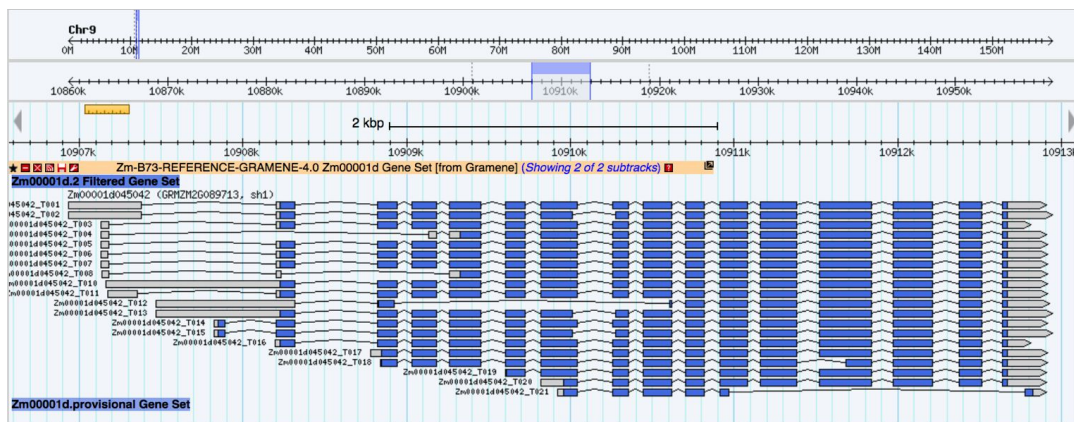 Chr9
0M 10M 20M 30M 40M 50M 60M 70M 80M 90M 100M 110M 120M 130M 140M 150M
10860k 10870k 10880k 10890k 10900k 10910k 10920k 10930k 10940k 10950k
2 kbp
10907k 10908k 10909k 10910k 10911k 10912k 10913k
Zm-B73-REFERENCE-GRAMENE-4.0 Zm00001d Gene Set [from Gramene] (Showing 2 of 2 subtracks) ?
Zm00001d.2 Filtered Gene Set
Zm00001d045042 (GRMZM2G089713, sh1)
045042_T001
045042_T002
00001d045042_T003
00001d045042_T004
00001d045042_T005
00001d045042_T006
00001d045042_T007
00001d045042_T008
m00001d045042_T010
m00001d045042_T011
Zm00001d045042_T012
Zm00001d045042_T013
Zm00001d045042_T014
Zm00001d045042_T015
Zm00001d045042_T016
Zm00001d045042_T017
Zm00001d045042_T018
Zm00001d045042_T019
Zm00001d045042_T020
Zm00001d045042_T021
Zm00001d.provisional Gene Set